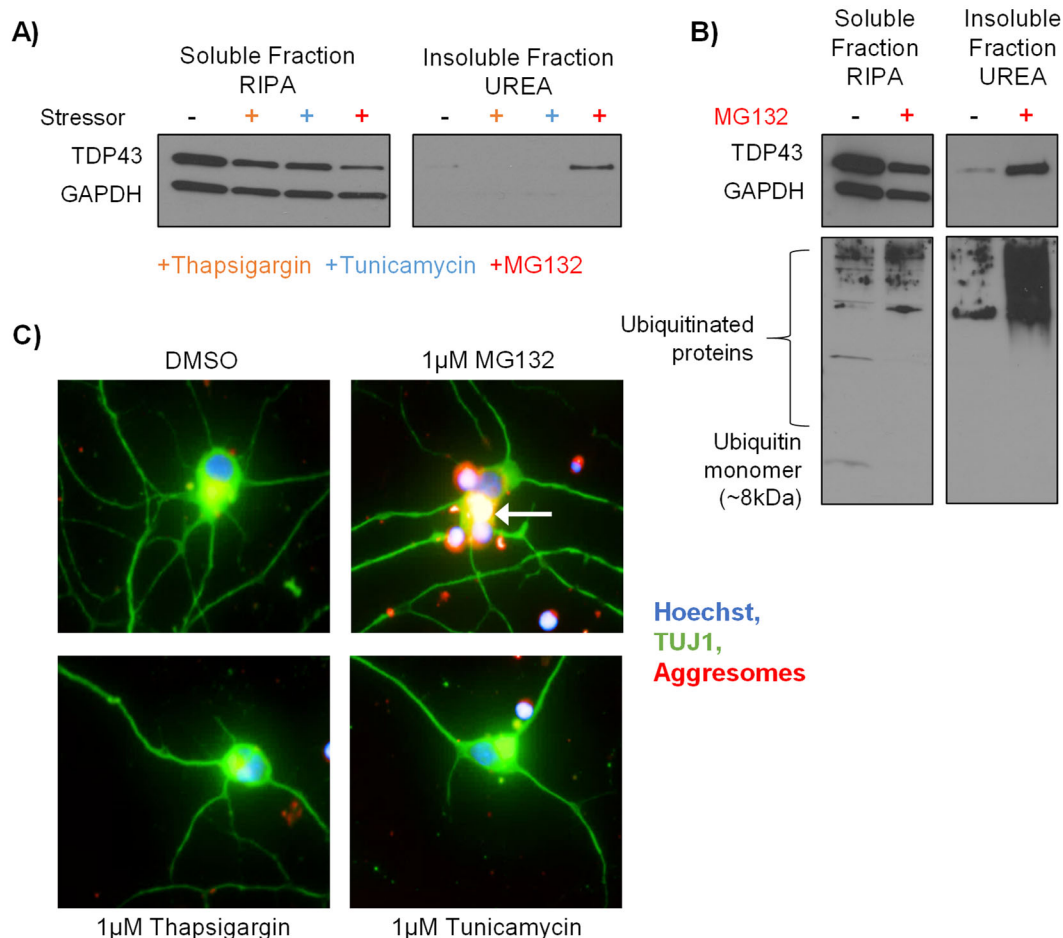 A)
Soluble Fraction
RIPA
Insoluble Fraction
UREA
Stressor - + + + - + + +
TDP43
GAPDH
+Thapsigargin +Tunicamycin +MG132
B)
Soluble
Fraction
RIPA
Insoluble
Fraction
UREA
MG132 - + - +
TDP43
GAPDH
Ubiquitinated
proteins
Ubiquitin
monomer
(~8kDa)
C)
DMSO
1µM MG132
1µM Thapsigargin
1µM Tunicamycin
Hoechst,
TUJ1,
Aggresomes